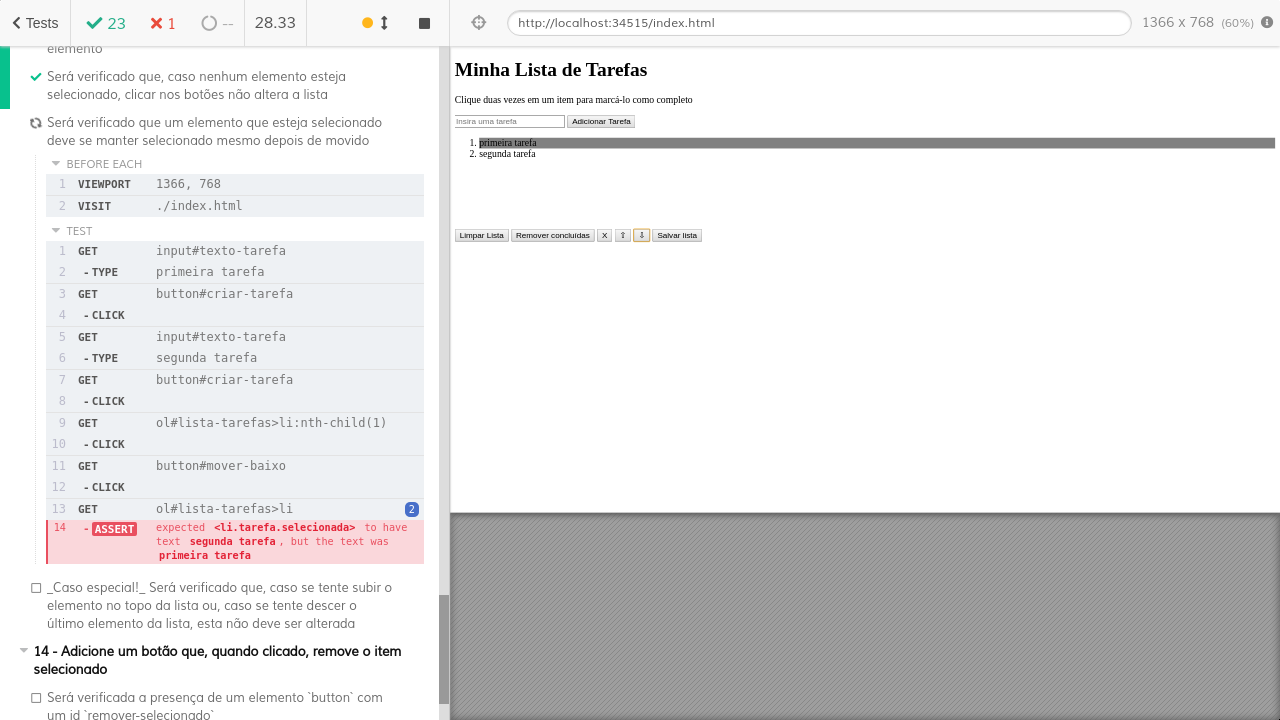 Tests
23
1
--
28.33
http://localhost:34515/index.html
1366 x 768 (60%)
elemento
Será verificado que, caso nenhum elemento esteja
selecionado, clicar nos botões não altera a lista
Será verificado que um elemento que esteja selecionado
deve se manter selecionado mesmo depois de movido
BEFORE EACH
1 VIEWPORT 1366, 768
2 VISIT ./index.html
TEST
1 GET input#texto-tarefa
2 - TYPE primeira tarefa
3 GET button#criar-tarefa
4 - CLICK
5 GET input#texto-tarefa
6 - TYPE segunda tarefa
7 GET button#criar-tarefa
8 - CLICK
9 GET ol#lista-tarefas>li:nth-child(1)
10 - CLICK
11 GET button#mover-baixo
12 - CLICK
13 GET ol#lista-tarefas>li 2
14 - ASSERT expected <li.tarefa.selecionada> to have
text segunda tarefa , but the text was
primeira tarefa
_Caso especial!_ Será verificado que, caso se tente subir o
elemento no topo da lista ou, caso se tente descer o
último elemento da lista, esta não deve ser alterada
14 - Adicione um botão que, quando clicado, remove o item
selecionado
Será verificada a presença de um elemento `button` com
um id `remover-selecionado`
Minha Lista de Tarefas
Clique duas vezes em um item para marcá-lo como completo
Insira uma tarefa Adicionar Tarefa
1. primeira tarefa
2. segunda tarefa
Limpar Lista Remover concluídas X ⇧ ⇩ Salvar lista